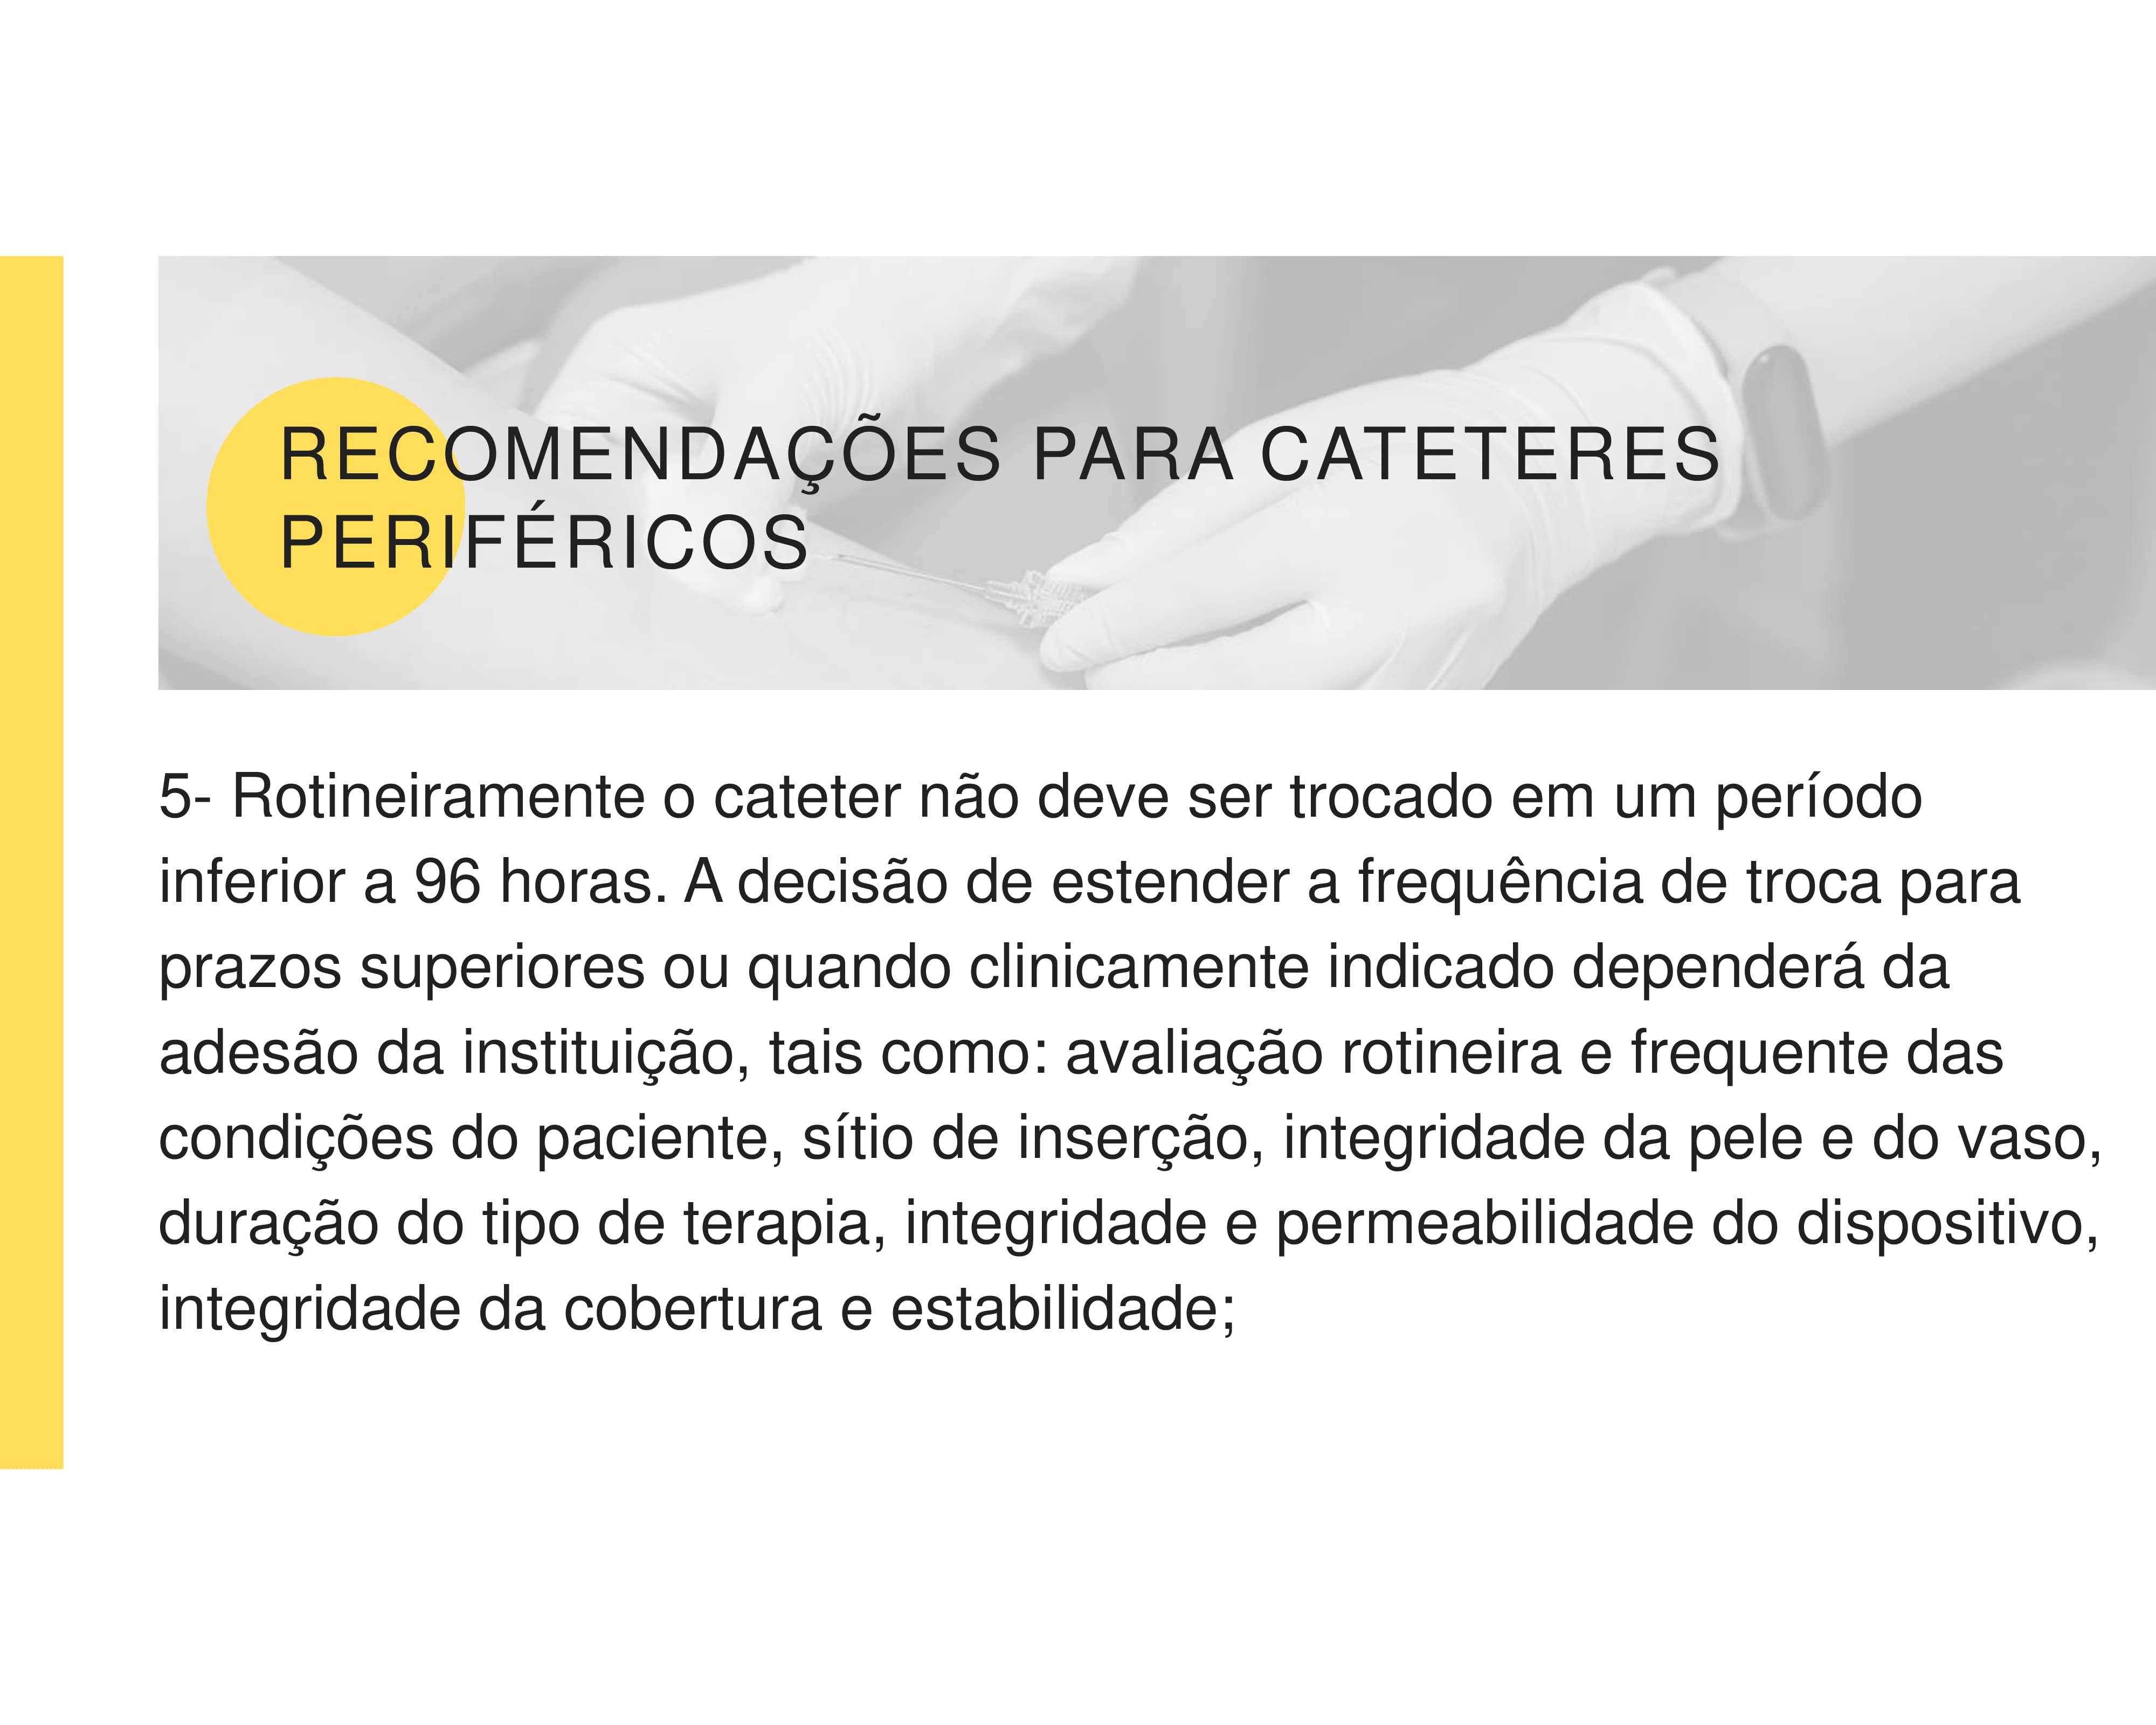 RECOMENDAÇÕES PARA CATETERES
PERIFÉRICOS
5- Rotineiramente o cateter não deve ser trocado em um período
inferior a 96 horas. A decisão de estender a frequência de troca para
prazos superiores ou quando clinicamente indicado dependerá da
adesão da instituição, tais como: avaliação rotineira e frequente das
condições do paciente, sítio de inserção, integridade da pele e do vaso,
duração do tipo de terapia, integridade e permeabilidade do dispositivo,
integridade da cobertura e estabilidade;